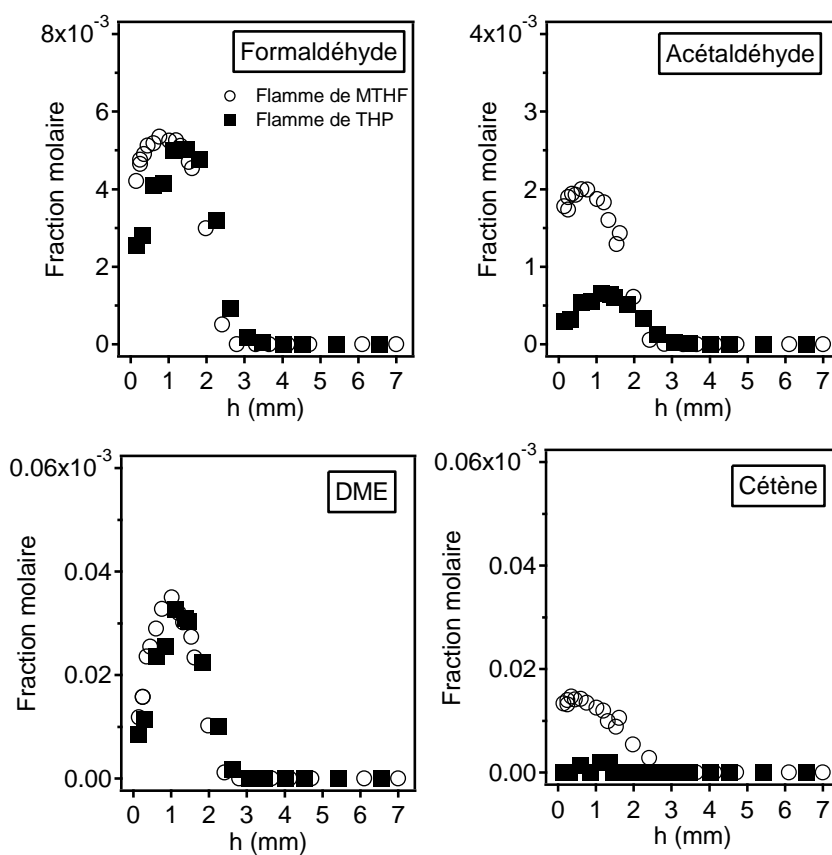 8x10-3
6
4
2
0
Fraction molaire
Formaldéhyde
Flamme de MTHF
Flamme de THP
0 1 2 3 4 5 6 7
h (mm)
4x10-3
3
2
1
0
Fraction molaire
Acétaldéhyde
0 1 2 3 4 5 6 7
h (mm)
0.06x10-3
0.04
0.02
0.00
Fraction molaire
DME
0 1 2 3 4 5 6 7
h (mm)
0.06x10-3
0.04
0.02
0.00
Fraction molaire
Cétène
0 1 2 3 4 5 6 7
h (mm)